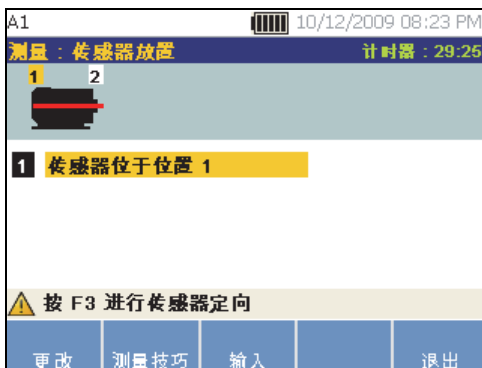 A1 10/12/2009 08:23 PM
测量：传感器放置 计时器：29:25
1 2
1 传感器位于位置 1
按 F3 进行传感器定向
更改 测量技巧 输入 退出